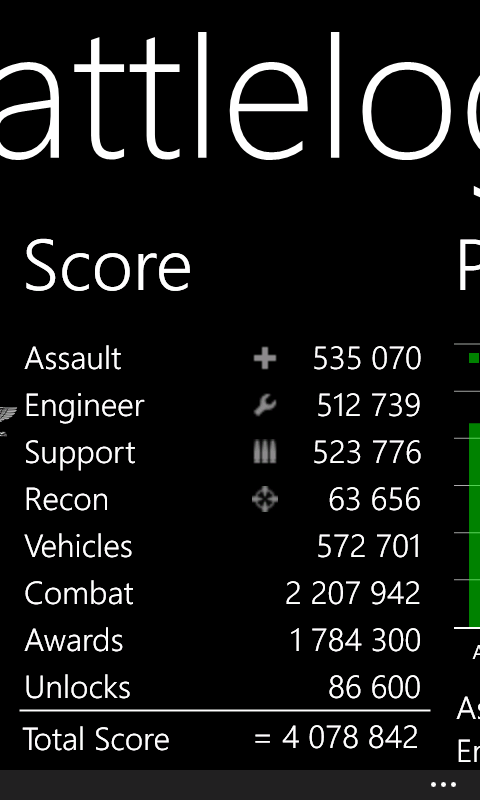 attlelog
Score
Assault 535 070
Engineer 512 739
Support 523 776
Recon 63 656
Vehicles 572 701
Combat 2 207 942
Awards 1 784 300
Unlocks 86 600
Total Score = 4 078 842
P
A
As
En